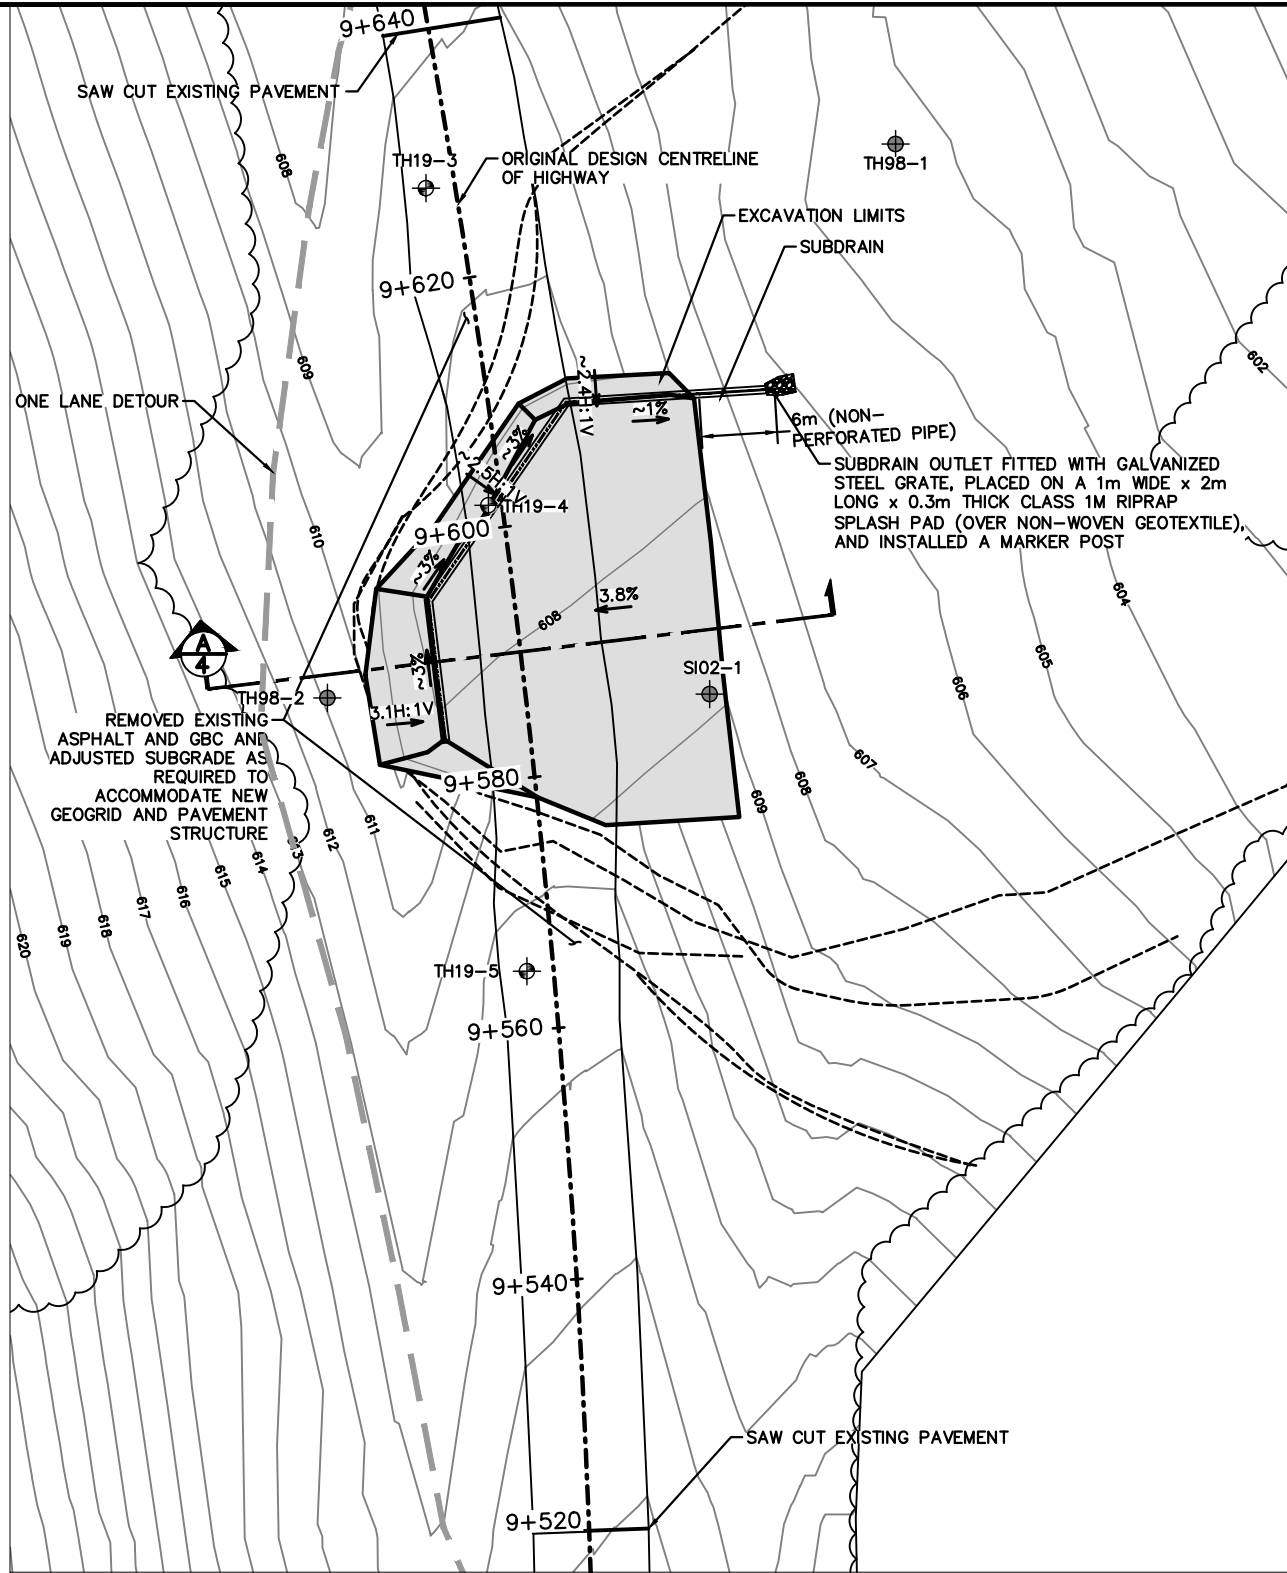 9+640
SAW CUT EXISTING PAVEMENT
TH19-3
ORIGINAL DESIGN CENTRELINE
OF HIGHWAY
TH98-1
608
EXCAVATION LIMITS
SUBDRAIN
9+620
609
602
ONE LANE DETOUR
~2.4H:1V
~1%
~3%
6m (NON-
PERFORATED PIPE)
~2.5H:1V
SUBDRAIN OUTLET FITTED WITH GALVANIZED
STEEL GRATE, PLACED ON A 1m WIDE x 2m
LONG x 0.3m THICK CLASS 1M RIPRAP
SPLASH PAD (OVER NON-WOVEN GEOTEXTILE),
AND INSTALLED A MARKER POST
TH19-4
9+600
610
~3%
3.8%
604
608
A
4
605
~3%
SI02-1
606
TH98-2
3.1H:1V
REMOVED EXISTING
ASPHALT AND GBC AND
ADJUSTED SUBGRADE AS
REQUIRED TO
ACCOMMODATE NEW
GEOGRID AND PAVEMENT
STRUCTURE
607
9+580
608
609
611
612
613
614
615
616
617
618
619
620
TH19-5
9+560
9+540
SAW CUT EXISTING PAVEMENT
9+520